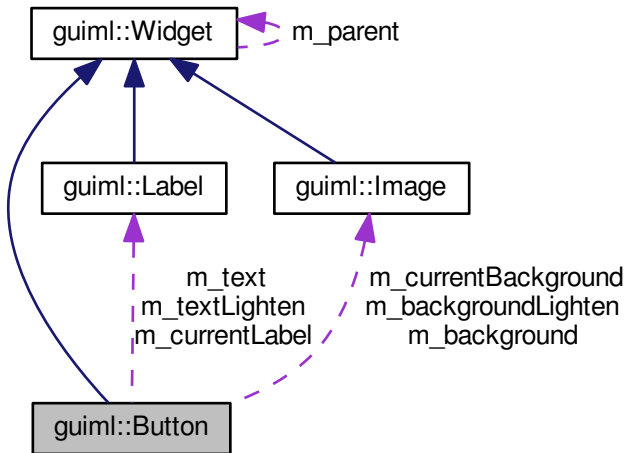 guiml::Widget
m_parent
guiml::Label
guiml::Image
m_text
m_textLighten
m_currentLabel
m_currentBackground
m_backgroundLighten
m_background
guiml::Button